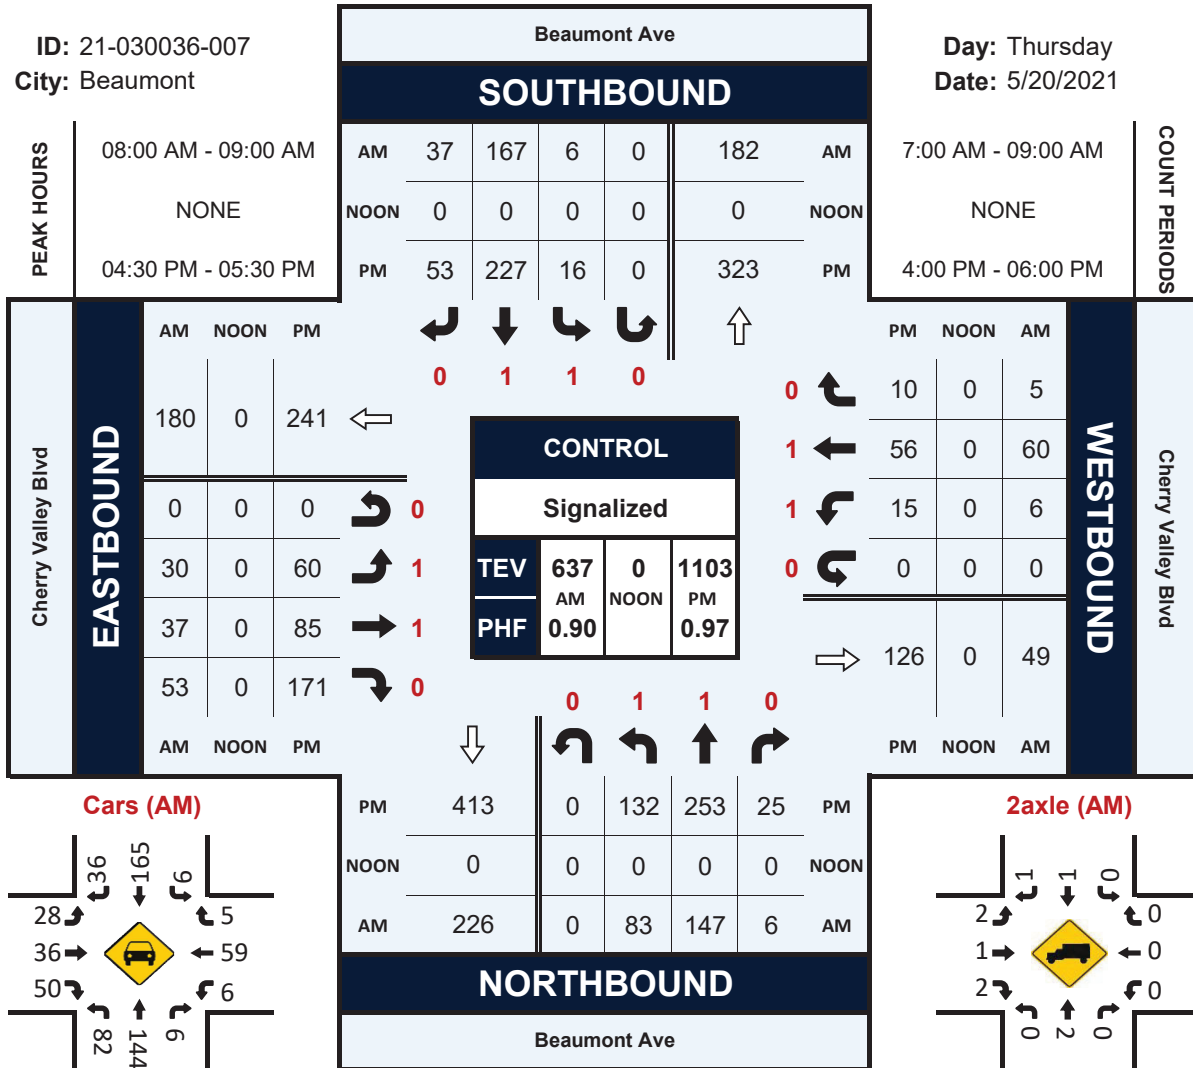 ID: 21-030036-007
City: Beaumont
Beaumont Ave
SOUTHBOUND
Day: Thursday
Date: 5/20/2021
PEAK HOURS
08:00 AM - 09:00 AM
NONE
04:30 PM - 05:30 PM
AM 37 167 6 0 182 AM
NOON 0 0 0 0 0 NOON
PM 53 227 16 0 323 PM
7:00 AM - 09:00 AM
NONE
4:00 PM - 06:00 PM
COUNT PERIODS
0 1 1 0
Cherry Valley Blvd
EASTBOUND
AM NOON PM
180 0 241
0 0 0 0
30 0 60 1
37 0 85 1
53 0 171 0
AM NOON PM
CONTROL
Signalized
TEV 637 0 1103
AM NOON PM
PHF 0.90 0.97
PM NOON AM
0 10 0 5
1 56 0 60
1 15 0 6
0 0 0 0
126 0 49
PM NOON AM
WESTBOUND
Cherry Valley Blvd
0 1 1 0
PM 413 0 132 253 25 PM
NOON 0 0 0 0 0 NOON
AM 226 0 83 147 6 AM
NORTHBOUND
Beaumont Ave
Cars (AM)
36 165 6
28 5
36 59
50 6
82 144 6
2axle (AM)
1 1 0
2 0
1 0
2 0
0 2 0